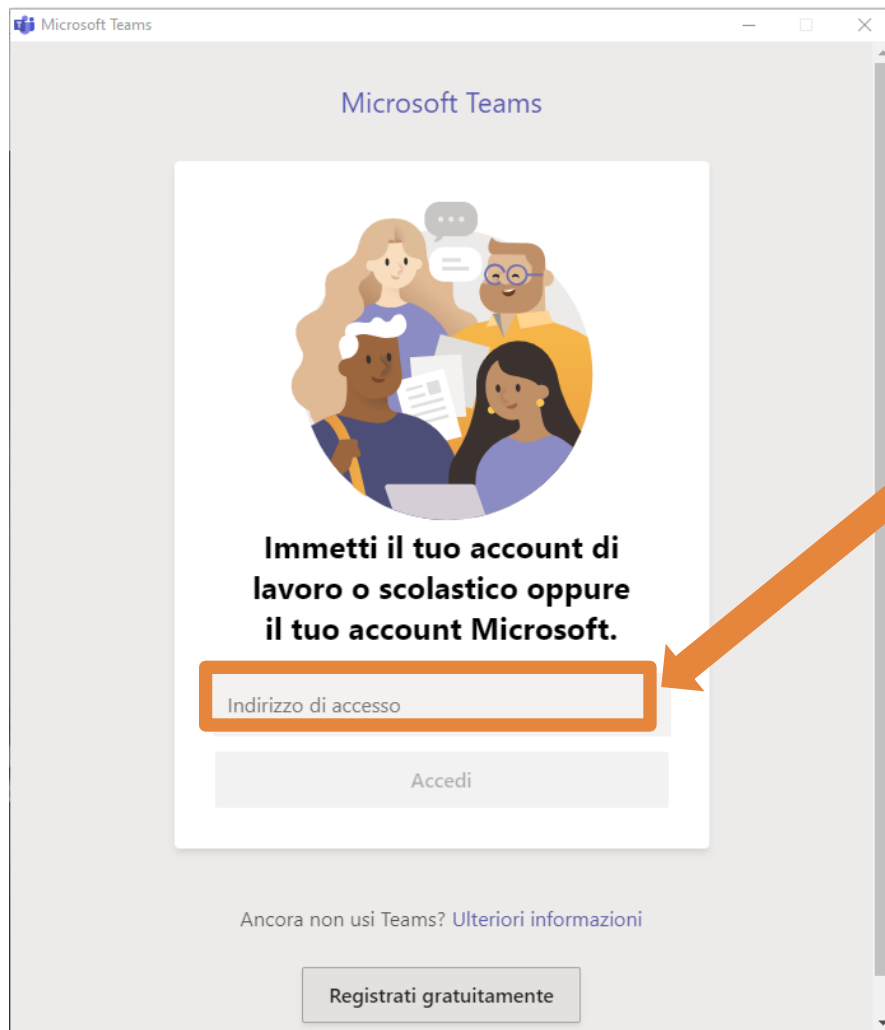 Microsoft Teams
Microsoft Teams
Immetti il tuo account di
lavoro o scolastico oppure
il tuo account Microsoft.
Indirizzo di accesso
Accedi
Ancora non usi Teams? Ulteriori informazioni
Registrati gratuitamente